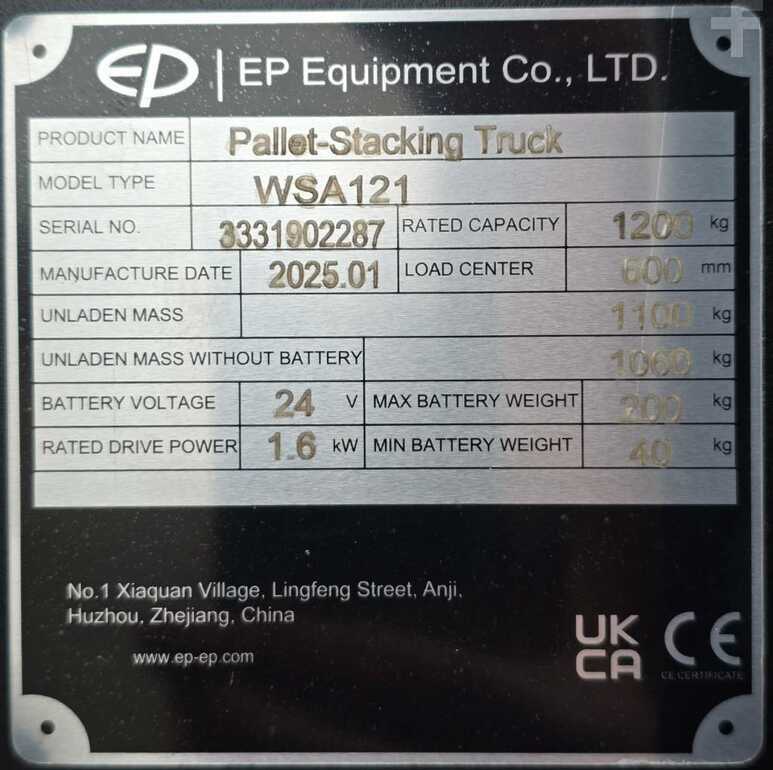 EP | EP Equipment Co., LTD.
PRODUCT NAME Pallet-Stacking Truck
MODEL TYPE WSA121
SERIAL NO. 3331902287 RATED CAPACITY 1200 kg
MANUFACTURE DATE 2025.01 LOAD CENTER 600 mm
UNLADEN MASS 1100 kg
UNLADEN MASS WITHOUT BATTERY 1060 kg
BATTERY VOLTAGE 24 V MAX BATTERY WEIGHT 200 kg
RATED DRIVE POWER 1.6 kW MIN BATTERY WEIGHT 40 kg
No.1 Xiaquan Village, Lingfeng Street, Anji,
Huzhou, Zhejiang, China
www.ep-ep.com
UK
CA CE
CE CERTIFICATE